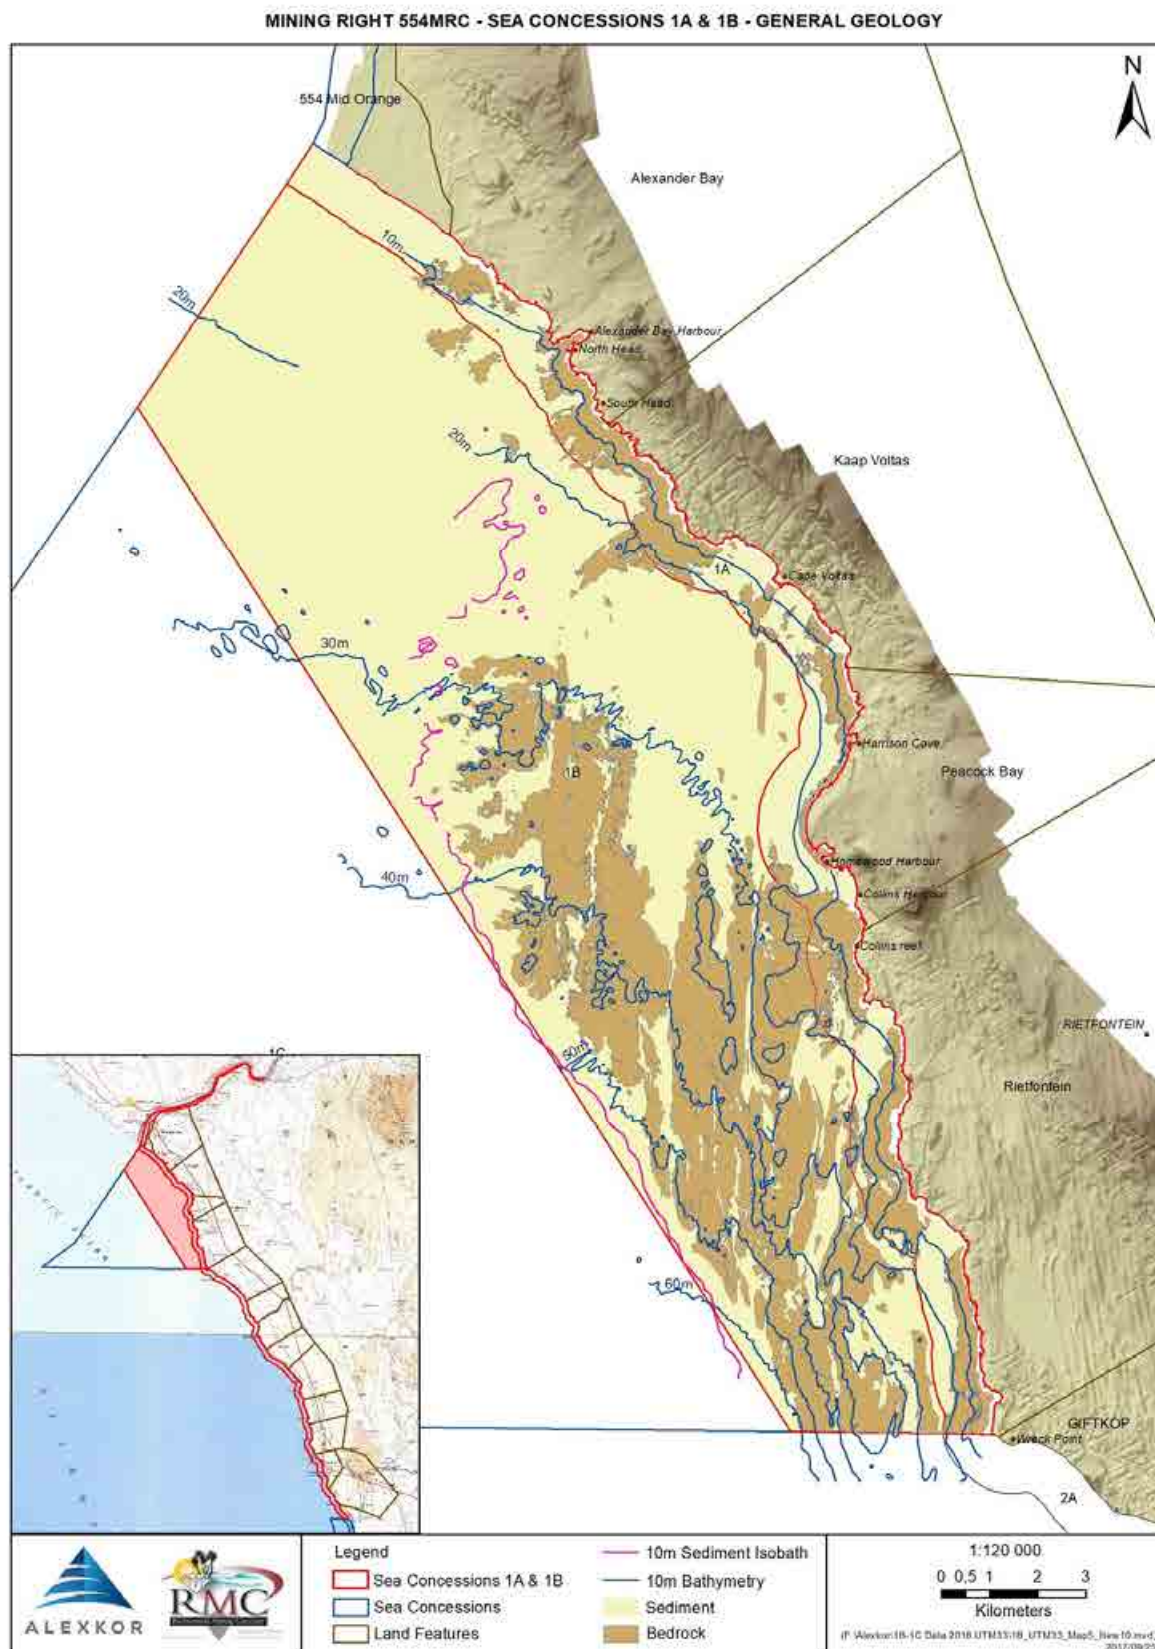 MINING RIGHT 554MRC - SEA CONCESSIONS 1A & 1B - GENERAL GEOLOGY
N
554 Mid Orange
Alexander Bay
10m
20m
Alexander Bay Harbour
North Head
South Head
20m
Kaap Voltas
1A
Cape Voltas
30m
Harrison Cove
1B
Peacock Bay
Homewood Harbour
40m
Collins Harbour
Collins reef
RIETFONTEIN
50m
1C
Rietfontein
60m
GIFTKOP
Wreck Point
2A
Legend
Sea Concessions 1A & 1B
Sea Concessions
Land Features
10m Sediment Isobath
10m Bathymetry
Sediment
Bedrock
1:120 000
0 0,5 1 2 3
Kilometers
2017/09/21
ALEXKOR
RMC